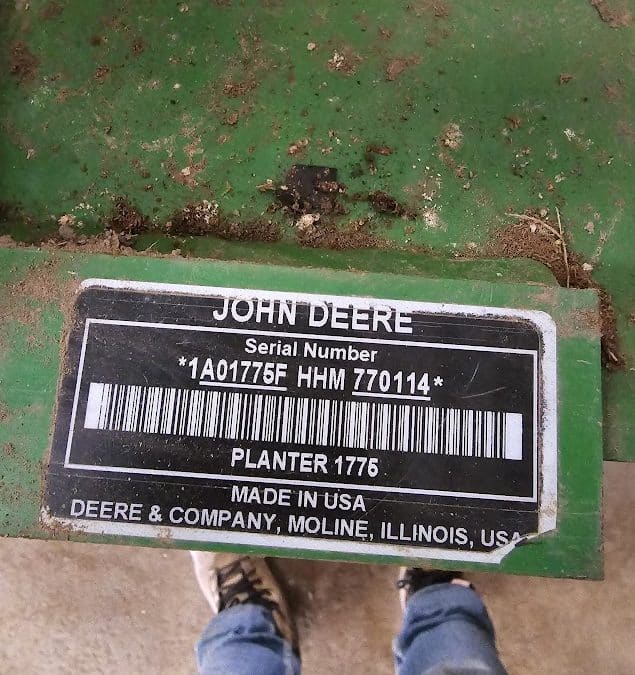 JOHN DEERE
Serial Number
*1A01775F HHM 770114*
PLANTER 1775
MADE IN USA
DEERE & COMPANY, MOLINE, ILLINOIS, USA